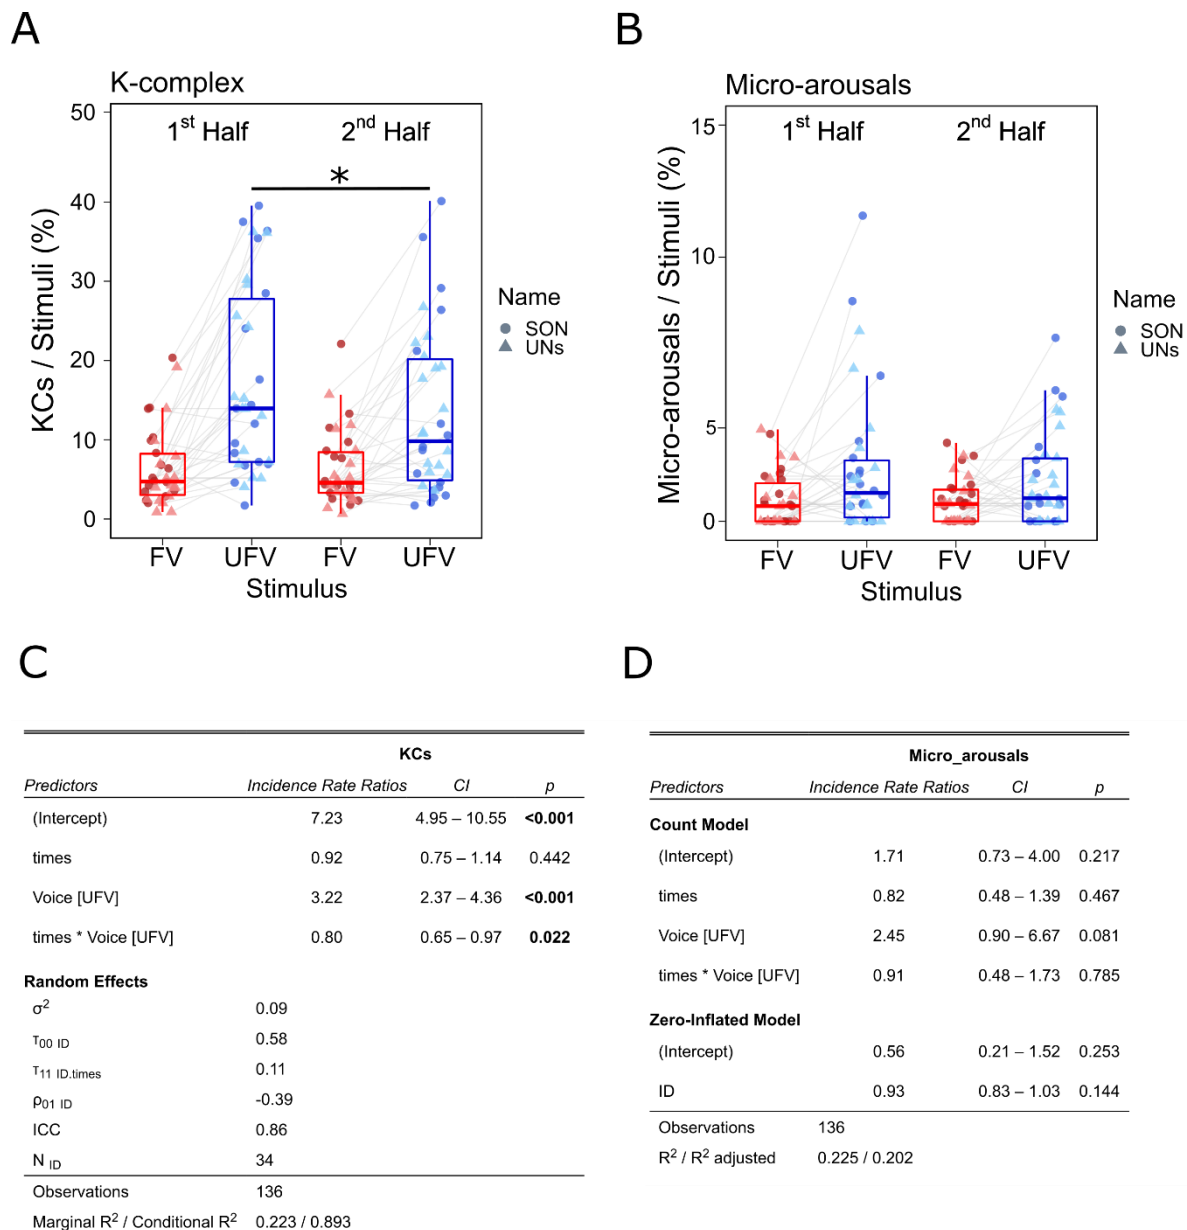 A
K-complex
1st Half
2nd Half
*
KCs / Stimuli (%)
50
40
30
20
10
0
FV
UFV
FV
UFV
Stimulus
Name
SON
UNs
B
Micro-arousals
1st Half
2nd Half
Micro-arousals / Stimuli (%)
15
10
5
0
FV
UFV
FV
UFV
Stimulus
Name
SON
UNs
C
KCs
Predictors Incidence Rate Ratios CI p
(Intercept) 7.23 4.95 – 10.55 <0.001
times 0.92 0.75 – 1.14 0.442
Voice [UFV] 3.22 2.37 – 4.36 <0.001
times * Voice [UFV] 0.80 0.65 – 0.97 0.022
Random Effects
σ2 0.09
τ00 ID 0.58
τ11 ID.times 0.11
ρ01 ID -0.39
ICC 0.86
N ID 34
Observations 136
Marginal R2 / Conditional R2 0.223 / 0.893
D
Micro_arousals
Predictors Incidence Rate Ratios CI p
Count Model
(Intercept) 1.71 0.73 – 4.00 0.217
times 0.82 0.48 – 1.39 0.467
Voice [UFV] 2.45 0.90 – 6.67 0.081
times * Voice [UFV] 0.91 0.48 – 1.73 0.785
Zero-Inflated Model
(Intercept) 0.56 0.21 – 1.52 0.253
ID 0.93 0.83 – 1.03 0.144
Observations 136
R2 / R2 adjusted 0.225 / 0.202